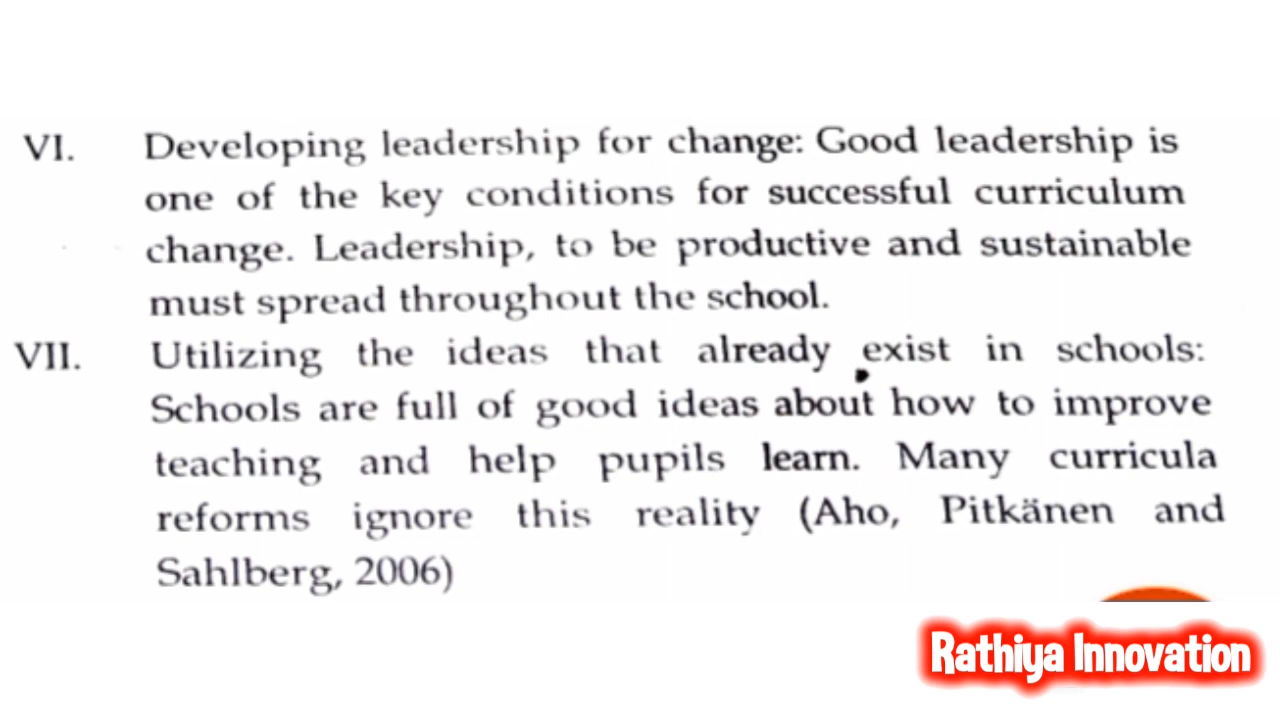 VI. Developing leadership for change: Good leadership is
one of the key conditions for successful curriculum
change. Leadership, to be productive and sustainable
must spread throughout the school.
VII. Utilizing the ideas that already exist in schools:
Schools are full of good ideas about how to improve
teaching and help pupils learn. Many curricula
reforms ignore this reality (Aho, Pitkänen and
Sahlberg, 2006)
Rathiya Innovation